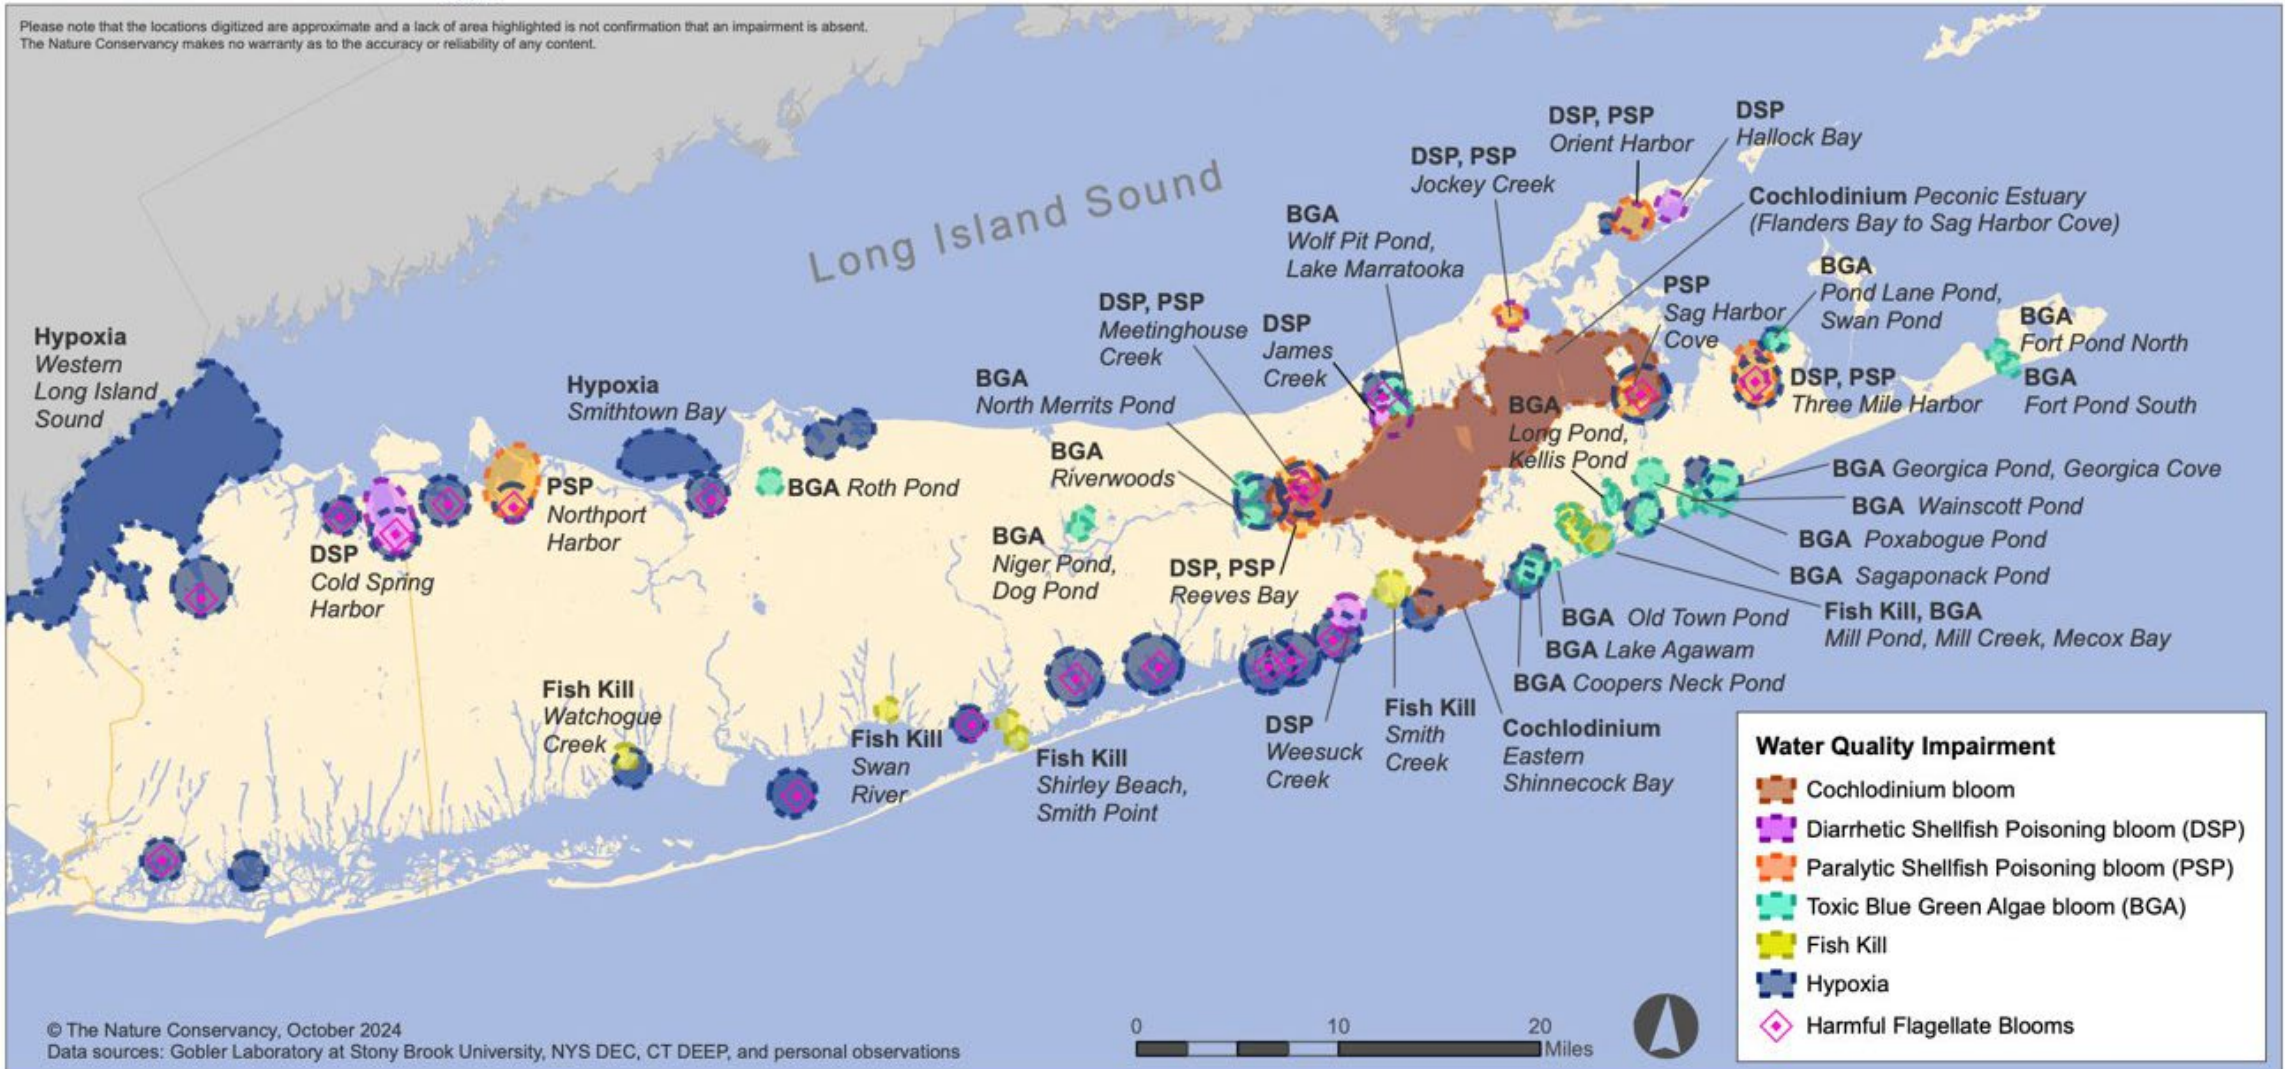 Please note that the locations digitized are approximate and a lack of area highlighted is not confirmation that an impairment is absent.
The Nature Conservancy makes no warranty as to the accuracy or reliability of any content.
Long Island Sound
Hypoxia
Western
Long Island
Sound
DSP
Cold Spring
Harbor
PSP
Northport
Harbor
Hypoxia
Smithtown Bay
BGA Roth Pond
BGA
North Merrits Pond
BGA
Riverwoods
BGA
Niger Pond,
Dog Pond
DSP, PSP
Meetinghouse
Creek
DSP
James
Creek
BGA
Wolf Pit Pond,
Lake Marratooka
DSP, PSP
Jockey Creek
DSP, PSP
Orient Harbor
DSP
Hallock Bay
Cochlodinium Peconic Estuary
(Flanders Bay to Sag Harbor Cove)
PSP
Sag Harbor
Cove
BGA
Pond Lane Pond,
Swan Pond
BGA
Fort Pond North
BGA
Fort Pond South
DSP, PSP
Three Mile Harbor
BGA
Long Pond,
Kellis Pond
BGA Georgica Pond, Georgica Cove
BGA Wainscott Pond
BGA Poxabogue Pond
BGA Sagaponack Pond
Fish Kill, BGA
Mill Pond, Mill Creek, Mecox Bay
BGA Old Town Pond
BGA Lake Agawam
BGA Coopers Neck Pond
DSP, PSP
Reeves Bay
Fish Kill
Watchogue
Creek
Fish Kill
Swan
River
Fish Kill
Shirley Beach,
Smith Point
DSP
Weesuck
Creek
Fish Kill
Smith
Creek
Cochlodinium
Eastern
Shinnecock Bay
Water Quality Impairment
Cochlodinium bloom
Diarrhetic Shellfish Poisoning bloom (DSP)
Paralytic Shellfish Poisoning bloom (PSP)
Toxic Blue Green Algae bloom (BGA)
Fish Kill
Hypoxia
Harmful Flagellate Blooms
0 10 20
Miles
© The Nature Conservancy, October 2024
Data sources: Gobler Laboratory at Stony Brook University, NYS DEC, CT DEEP, and personal observations